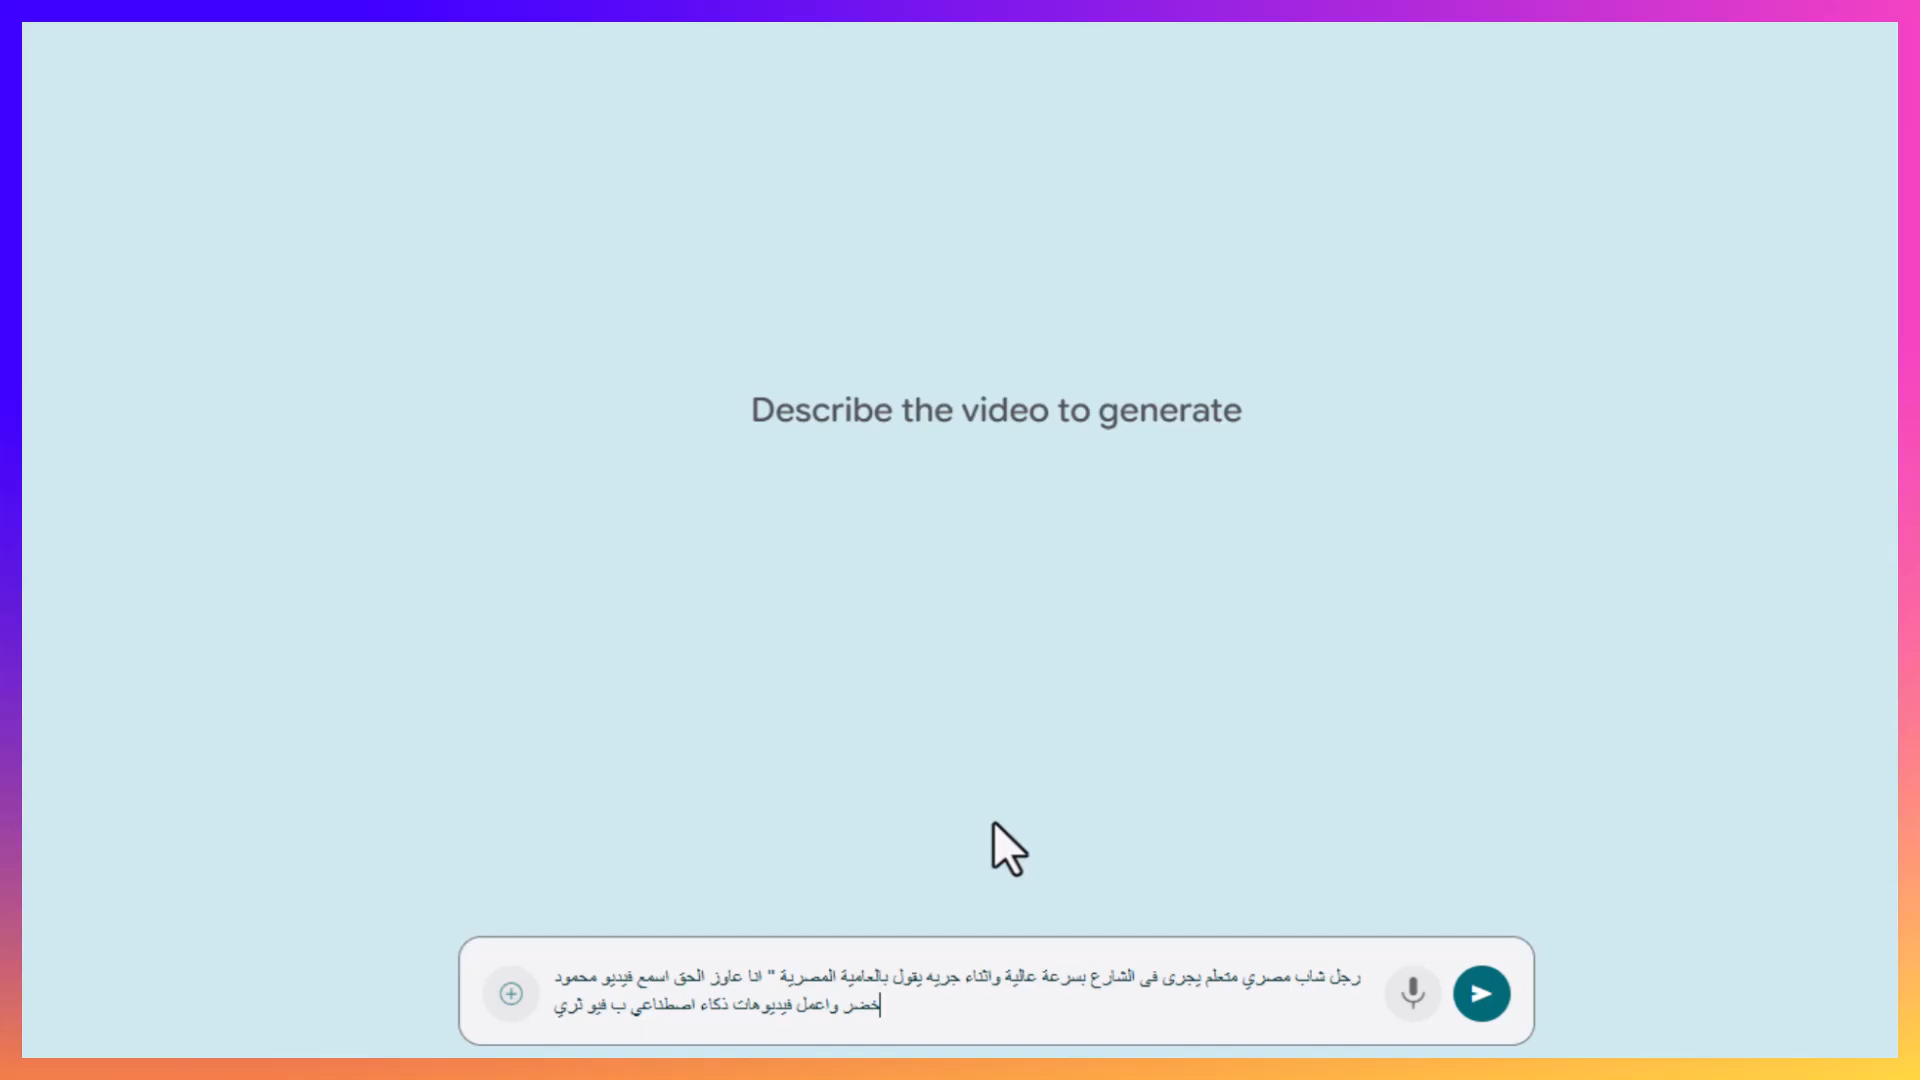 Describe the video to generate
رجل شاب مصري متعلم يجرى فى الشارع بسرعة عالية واثناء جريه يقول بالعامية المصرية " انا عاوز الحق اسمع فيديو محمود
خضر واعمل فيديوهات ذكاء اصطناعي ب فيو ثري